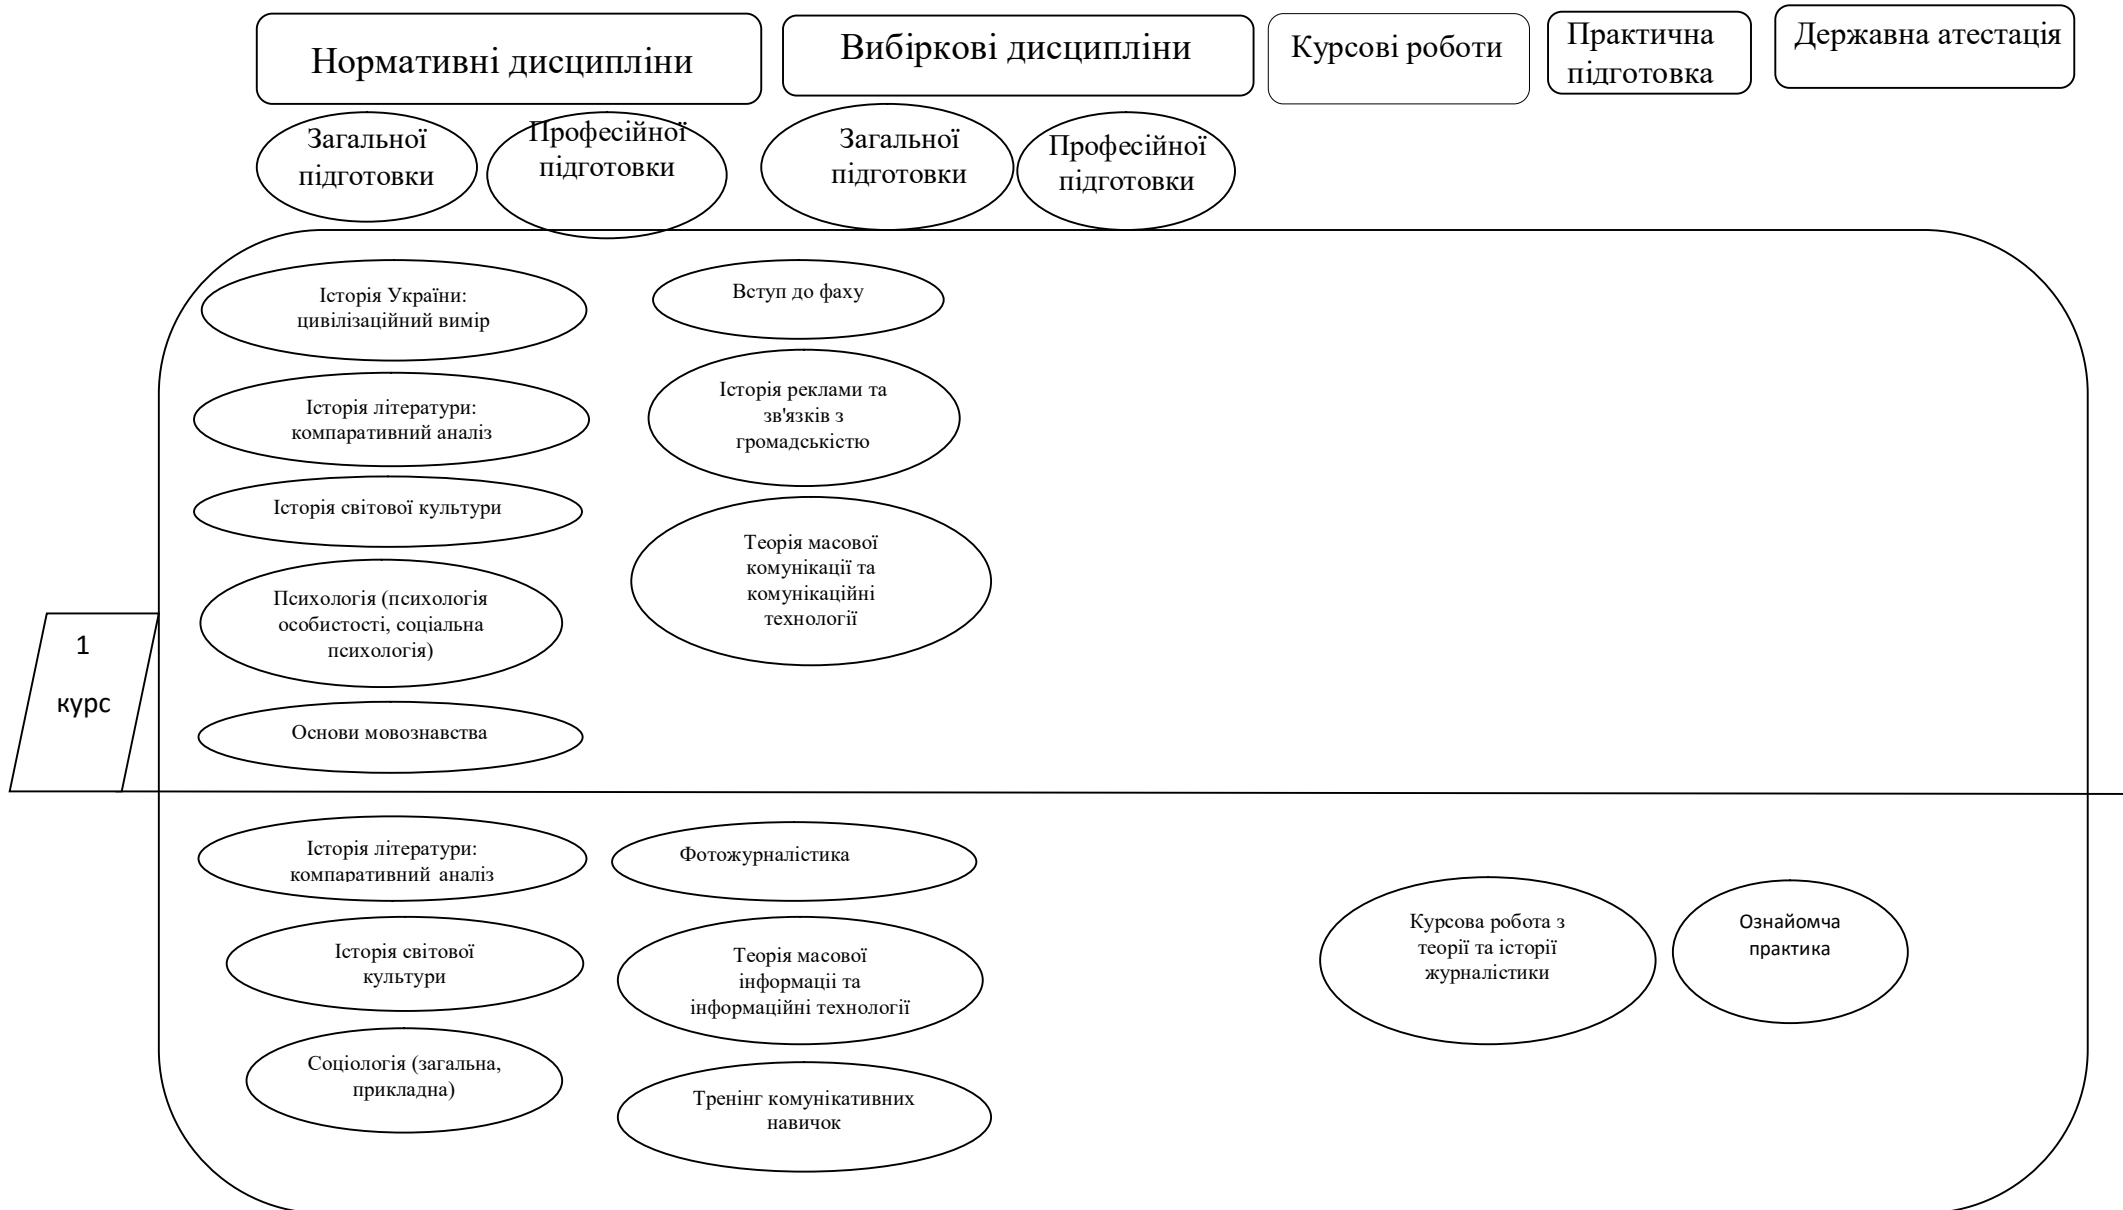 Нормативні дисципліни
Вибіркові дисципліни
Курсові роботи
Практична
підготовка
Державна атестація
Загальної
підготовки
Професійної
підготовки
Загальної
підготовки
Професійної
підготовки
Історія України:
цивілізаційний вимір
Вступ до фаху
Історія літератури:
компаративний аналіз
Історія реклами та
зв'язків з
громадськістю
Історія світової культури
Теорія масової
комунікації та
комунікаційні
технології
Психологія (психологія
особистості, соціальна
психологія)
1
курс
Основи мовознавства
Історія літератури:
компаративний аналіз
Фотожурналістика
Історія світової
культури
Теорія масової
інформації та
інформаційні технології
Курсова робота з
теорії та історії
журналістики
Ознайомча
практика
Соціологія (загальна,
прикладна)
Тренінг комунікативних
навичок